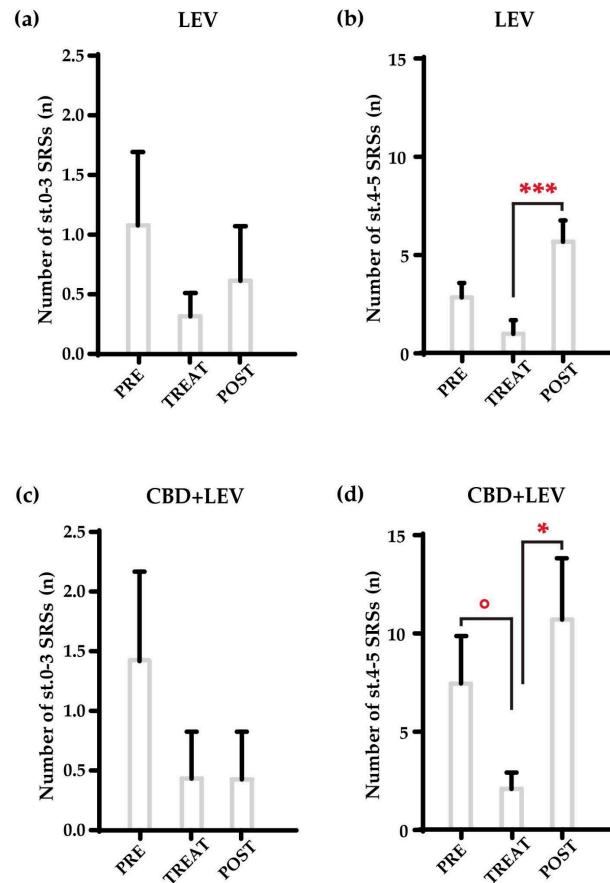 (a)
LEV
Number of st.0-3 SRSs (n)
2.5
2.0
1.5
1.0
0.5
0.0
PRE
TREAT
POST
(b)
LEV
Number of st.4-5 SRSs (n)
15
10
5
0
***
PRE
TREAT
POST
(c)
CBD+LEV
Number of st.0-3 SRSs (n)
2.5
2.0
1.5
1.0
0.5
0.0
PRE
TREAT
POST
(d)
CBD+LEV
Number of st.4-5 SRSs (n)
15
10
5
0
°
*
PRE
TREAT
POST